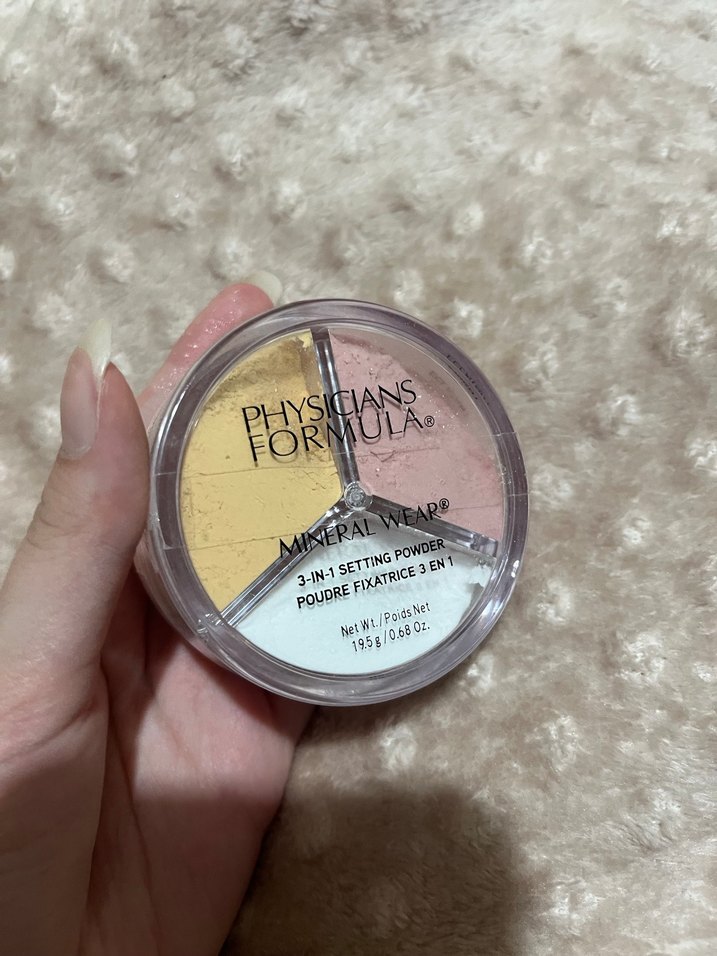 PHYSICIANS
FORMULA®
MINERAL WEAR®
3-IN-1 SETTING POWDER
POUDRE FIXATRICE 3 EN 1
Net Wt./Poids Net
19.5 g / 0.68 Oz.